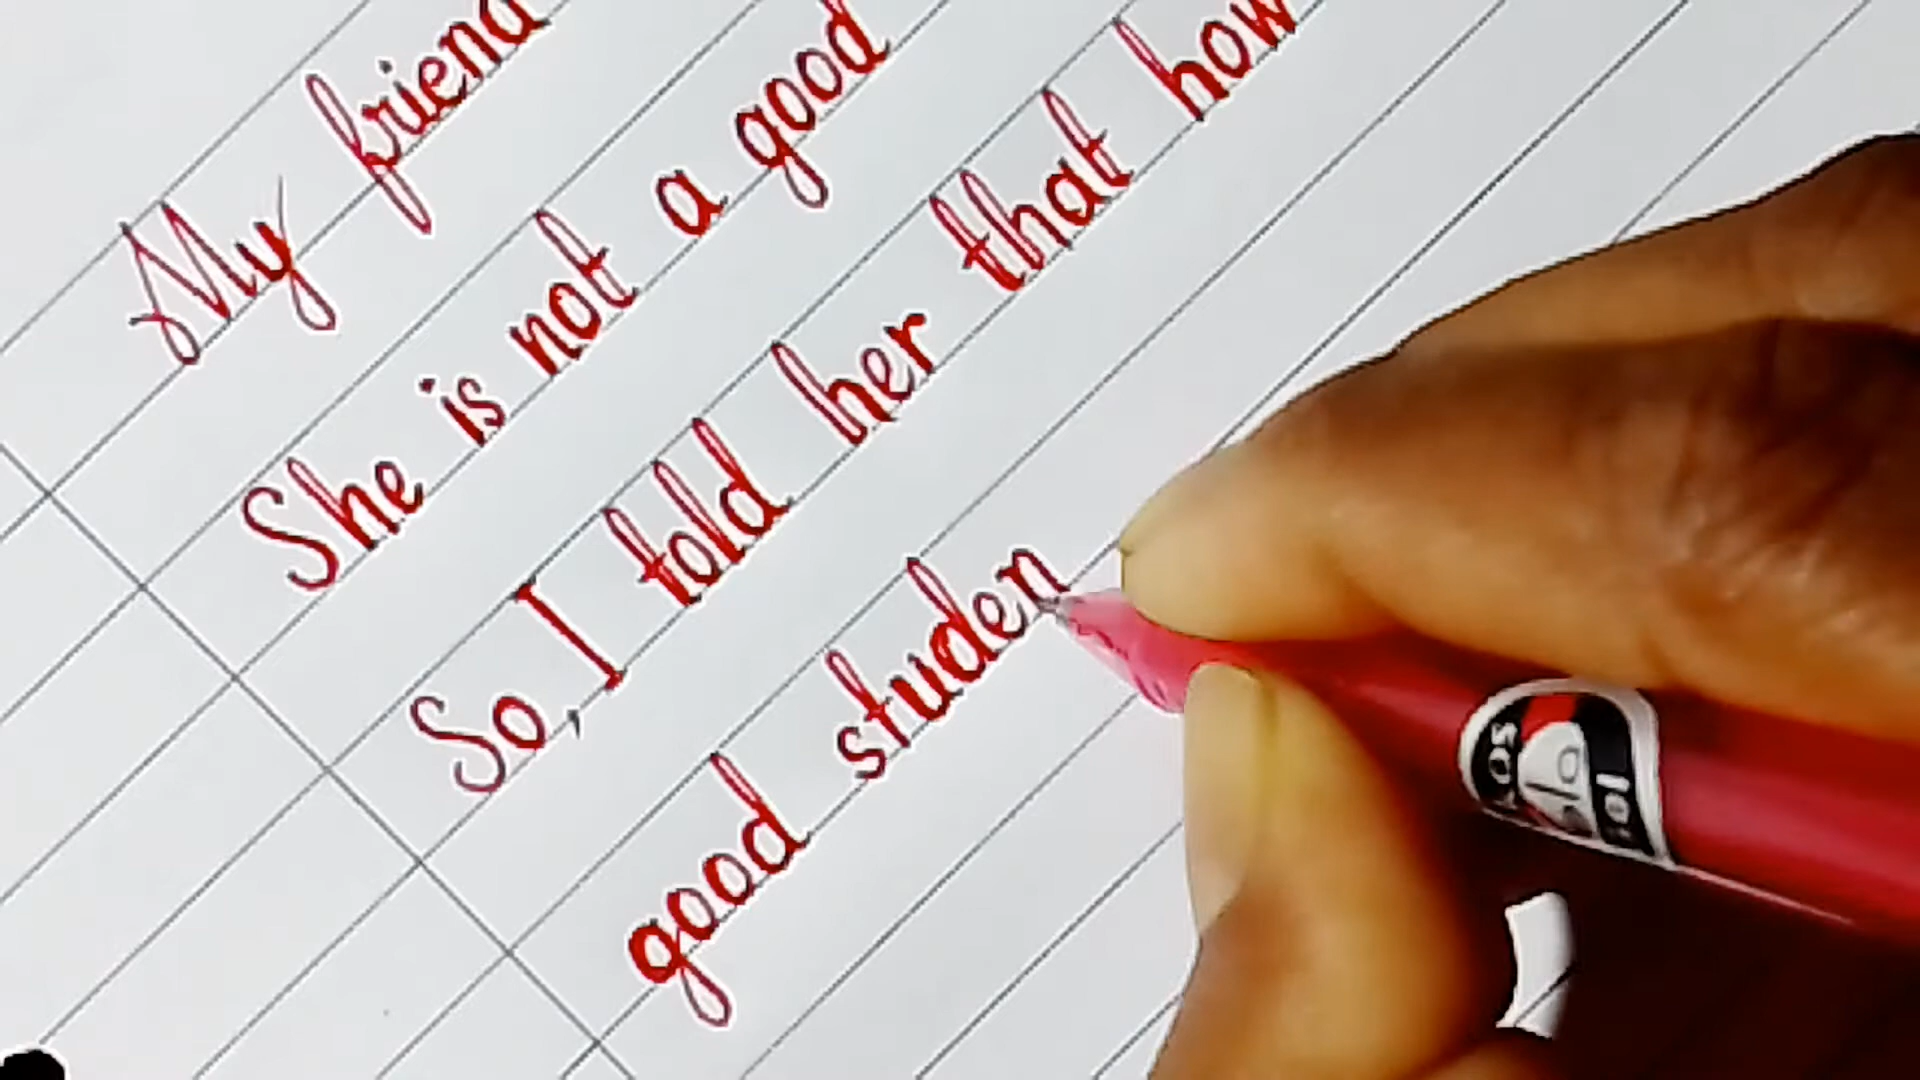 My friend
She is not a good
So, I told her that how
good studen